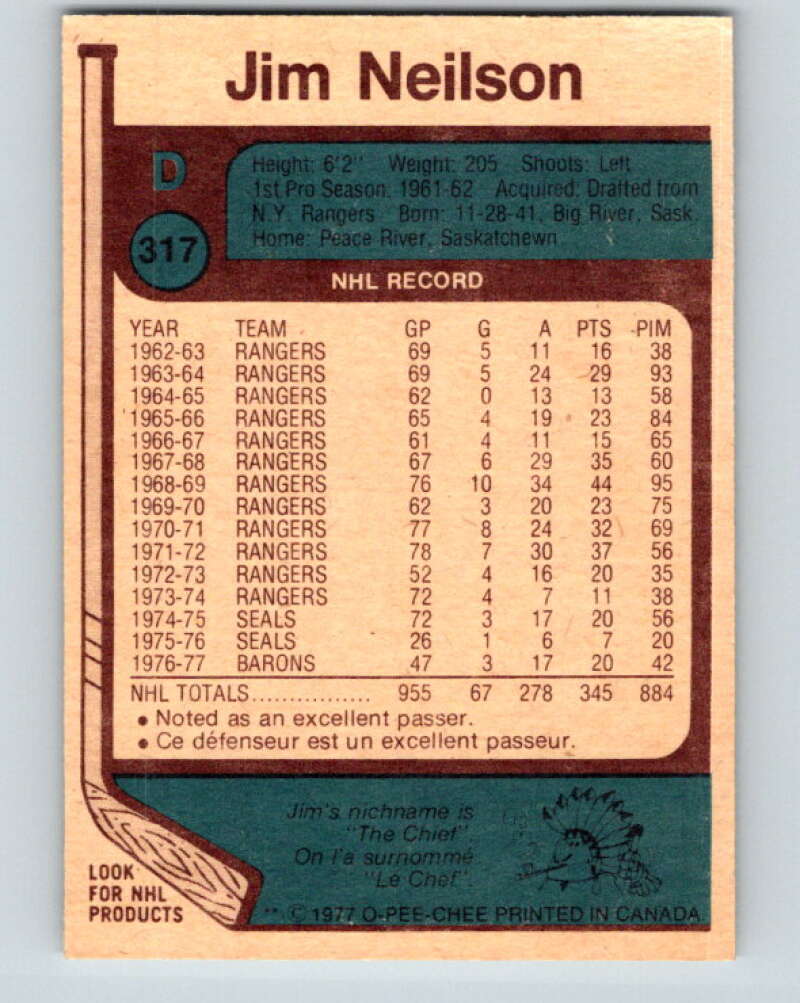 Jim Neilson
D
317
Height: 6'2" Weight: 205 Shoots: Left
1st Pro Season: 1961-62 Acquired: Drafted from
N.Y. Rangers Born: 11-28-41, Big River, Sask.
Home: Peace River, Saskatchewn
NHL RECORD
YEAR TEAM GP G A PTS PIM
1962-63 RANGERS 69 5 11 16 38
1963-64 RANGERS 69 5 24 29 93
1964-65 RANGERS 62 0 13 13 58
1965-66 RANGERS 65 4 19 23 84
1966-67 RANGERS 61 4 11 15 65
1967-68 RANGERS 67 6 29 35 60
1968-69 RANGERS 76 10 34 44 95
1969-70 RANGERS 62 3 20 23 75
1970-71 RANGERS 77 8 24 32 69
1971-72 RANGERS 78 7 30 37 56
1972-73 RANGERS 52 4 16 20 35
1973-74 RANGERS 72 4 7 11 38
1974-75 SEALS 72 3 17 20 56
1975-76 SEALS 26 1 6 7 20
1976-77 BARONS 47 3 17 20 42
NHL TOTALS................. 955 67 278 345 884
• Noted as an excellent passer.
• Ce défenseur est un excellent passeur.
Jim's nichname is
"The Chief"
On l'a surnommé
"Le Chef".
LOOK
FOR NHL
PRODUCTS
** © 1977 O-PEE-CHEE PRINTED IN CANADA